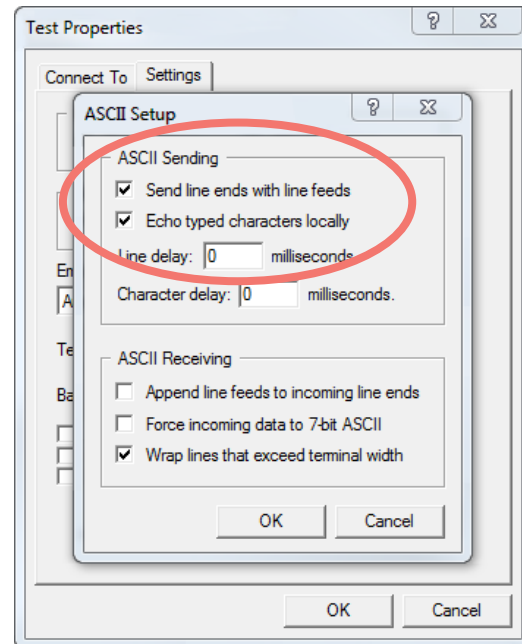 Test Properties
Connect To Settings
ASCII Setup
ASCII Sending
Send line ends with line feeds
Echo typed characters locally
Line delay: 0 milliseconds.
Character delay: 0 milliseconds.
ASCII Receiving
Append line feeds to incoming line ends
Force incoming data to 7-bit ASCII
Wrap lines that exceed terminal width
OK Cancel
OK Cancel